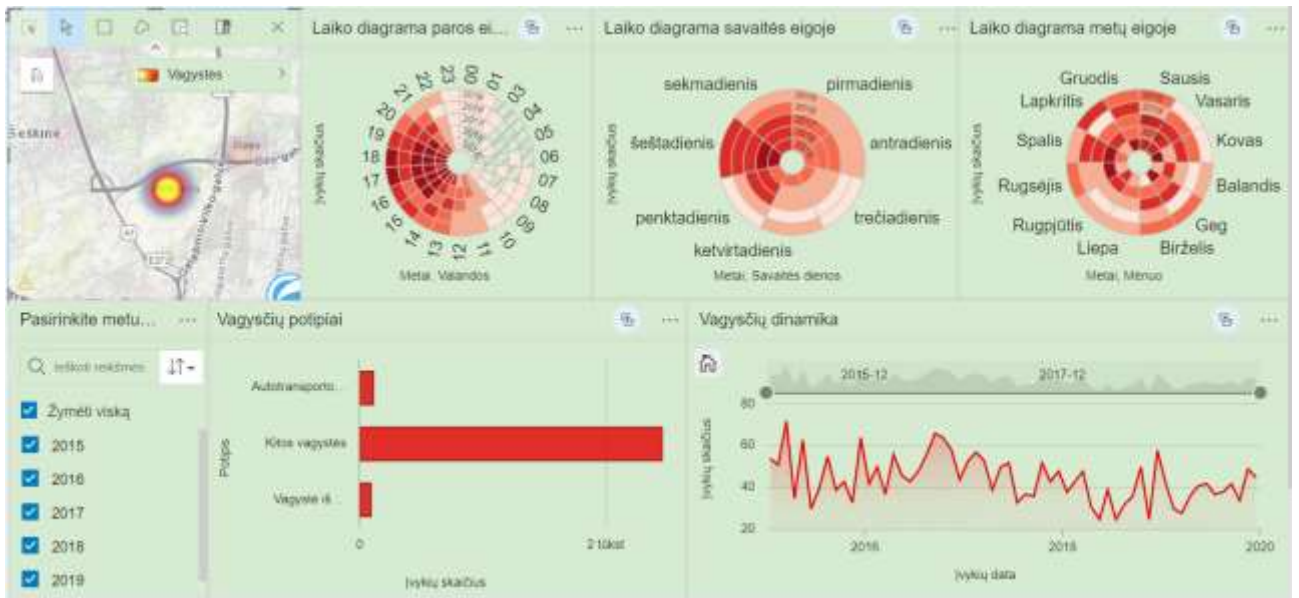 Laiko diagrama paros ei...
Laiko diagrama savaitės eigoje
Laiko diagrama metų eigoje
Vagystės
Įvykių skaičius
23
00
01
03
04
05
06
07
08
09
10
11
12
13
14
15
16
17
18
19
20
21
22
Metai, Valandos
Įvykių skaičius
sekmadienis
pirmadienis
šeštadienis
antradienis
penktadienis
trečiadienis
ketvirtadienis
Metai, Savaitės dienos
Įvykių skaičius
Gruodis
Sausis
Lapkritis
Vasaris
Spalis
Kovas
Rugsėjis
Balandis
Rugpjūtis
Geg
Liepa
Birželis
Metai, Mėnuo
Pasirinkite metu...
Ieškoti reikšmės
Žymėti viską
2015
2016
2017
2018
2019
Vagysčių potipiai
Potipis
Autotransporto...
Kitos vagystės
Vagystė iš...
0
2 tūkst
Įvykių skaičius
Vagysčių dinamika
2015-12
2017-12
Įvykių skaičius
80
60
40
20
2016
2018
2020
Įvykių data